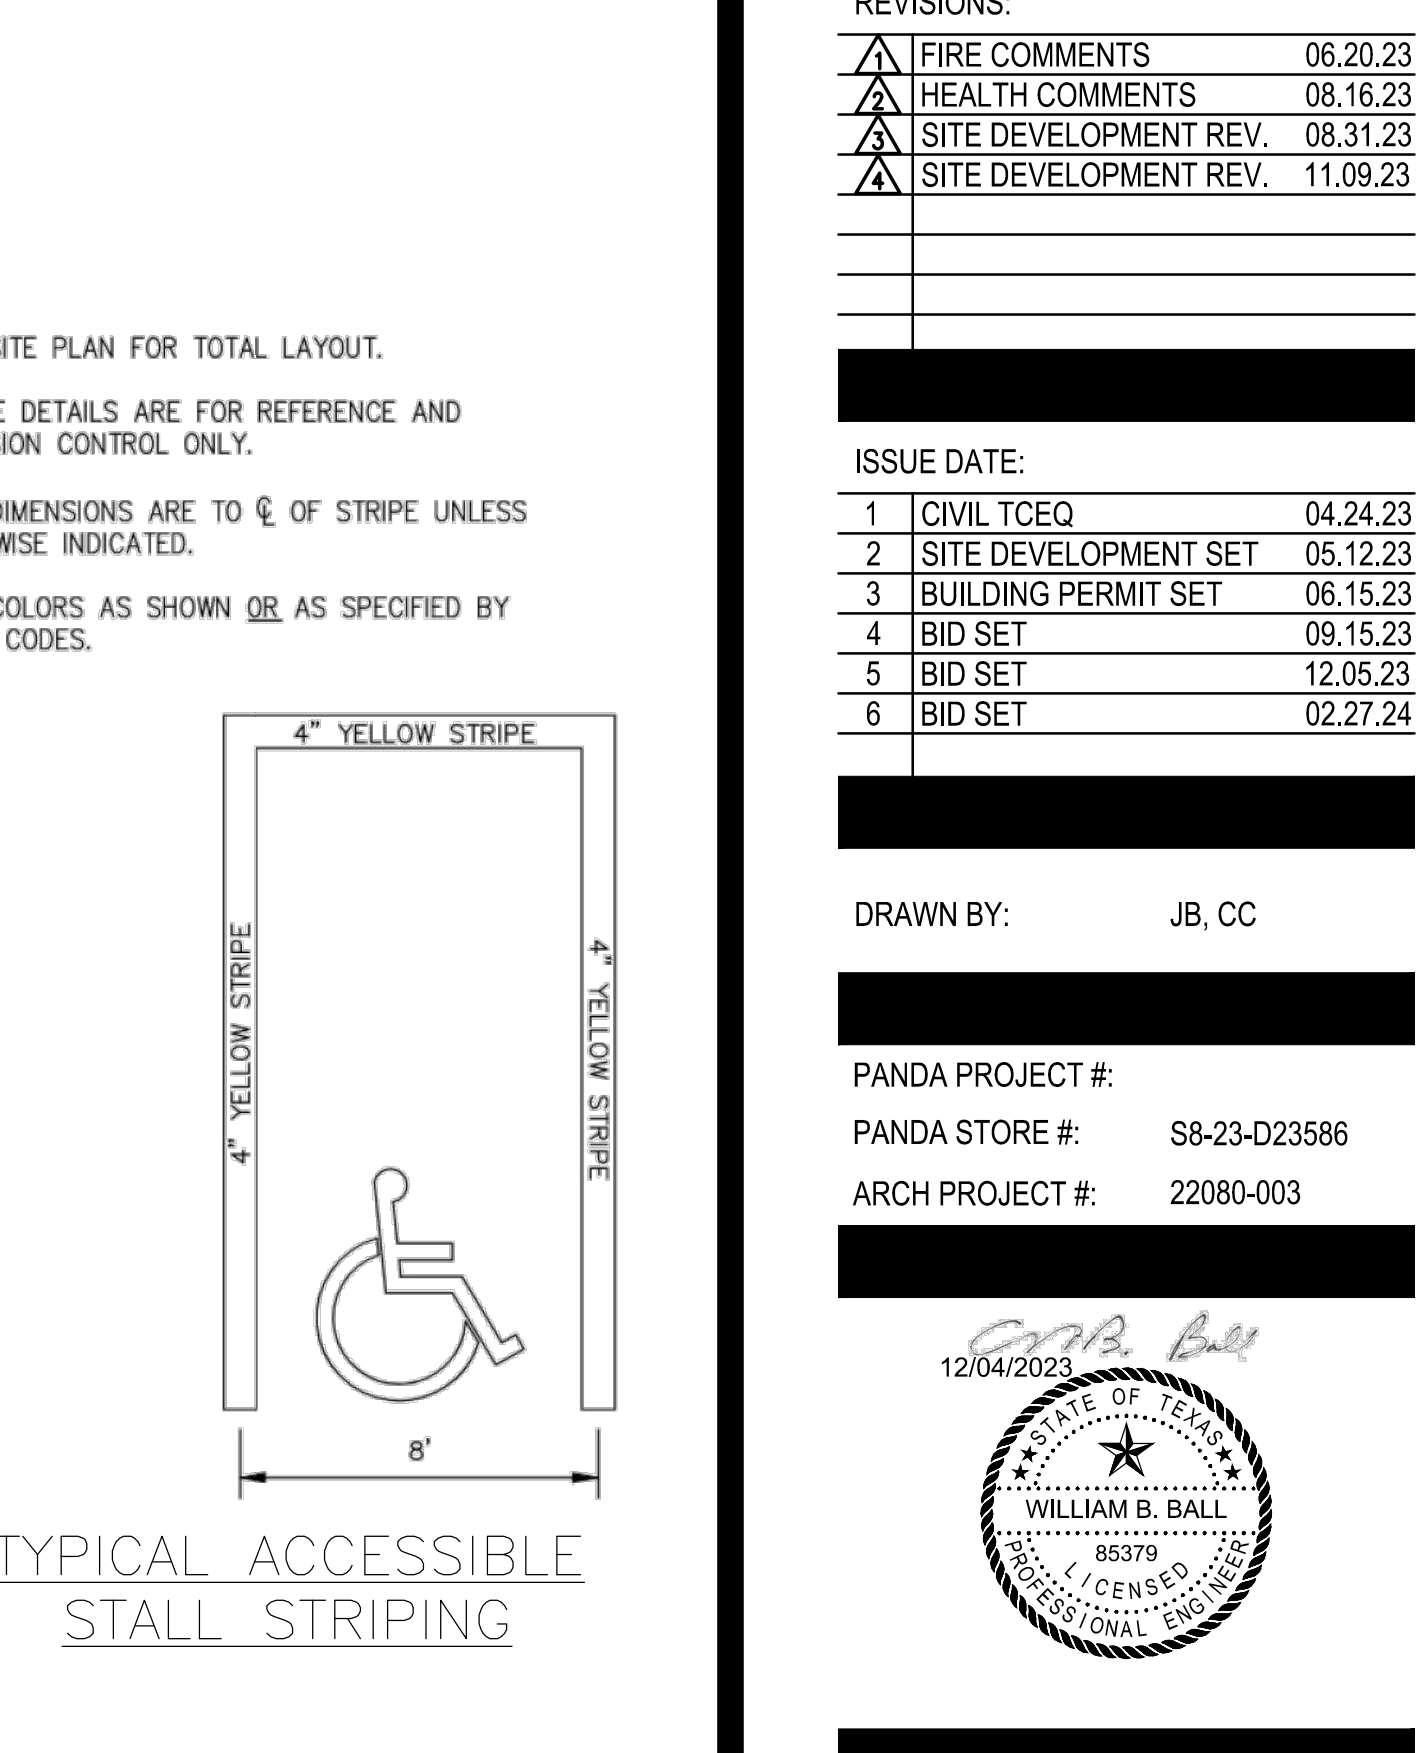 SITE PLAN FOR TOTAL LAYOUT.
DETAILS ARE FOR REFERENCE AND
CONTROL ONLY.
DIMENSIONS ARE TO ℄ OF STRIPE UNLESS
INDICATED.
COLORS AS SHOWN OR AS SPECIFIED BY
CODES.
4" YELLOW STRIPE
4" YELLOW STRIPE
4" YELLOW STRIPE
8'
TYPICAL ACCESSIBLE
STALL STRIPING
REVISIONS:
1 FIRE COMMENTS 06.20.23
2 HEALTH COMMENTS 08.16.23
3 SITE DEVELOPMENT REV. 08.31.23
4 SITE DEVELOPMENT REV. 11.09.23
ISSUE DATE:
1 CIVIL TCEQ 04.24.23
2 SITE DEVELOPMENT SET 05.12.23
3 BUILDING PERMIT SET 06.15.23
4 BID SET 09.15.23
5 BID SET 12.05.23
6 BID SET 02.27.24
DRAWN BY: JB, CC
PANDA PROJECT #:
PANDA STORE #: S8-23-D23586
ARCH PROJECT #: 22080-003
B. Ball
12/04/2023
STATE OF TEXAS
WILLIAM B. BALL
85379
LICENSED
PROFESSIONAL ENGINEER